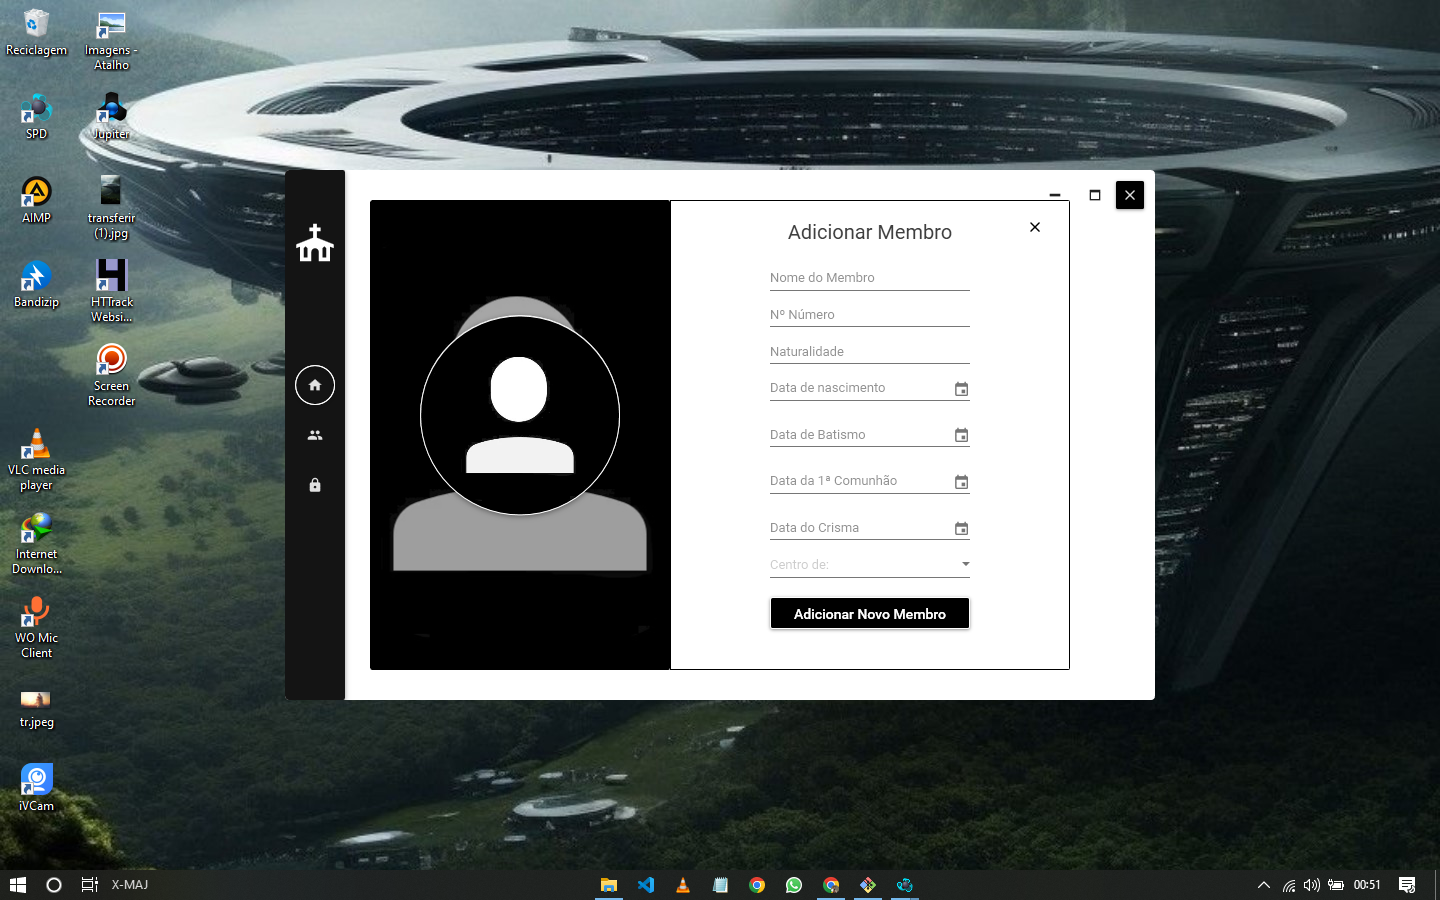 Reciclagem
Imagens -
Atalho
SPD
Jupiter
AIMP
transferir
(1).jpg
Bandizip
HTTrack
Websi...
Screen
Recorder
VLC media
player
Internet
Downlo...
WO Mic
Client
tr.jpeg
iVCam
Adicionar Membro
Nome do Membro
Nº Número
Naturalidade
Data de nascimento
Data de Batismo
Data da 1ª Comunhão
Data do Crisma
Centro de:
Adicionar Novo Membro
X-MAJ
00:51